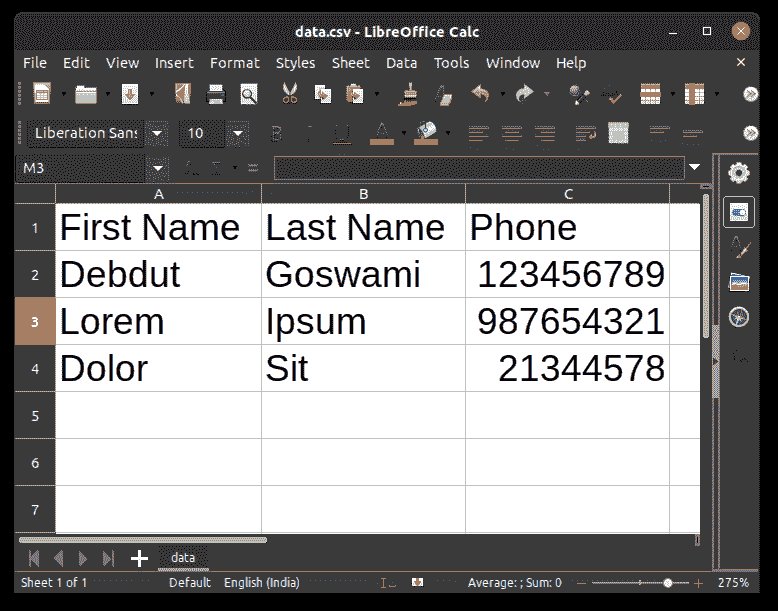 data.csv - LibreOffice Calc
File Edit View Insert Format Styles Sheet Data Tools Window Help
Liberation Sans 10
M3
A B C
1 First Name Last Name Phone
2 Debdut Goswami 123456789
3 Lorem Ipsum 987654321
4 Dolor Sit 21344578
5
6
7
data
Sheet 1 of 1 Default English (India) Average: ; Sum: 0 275%